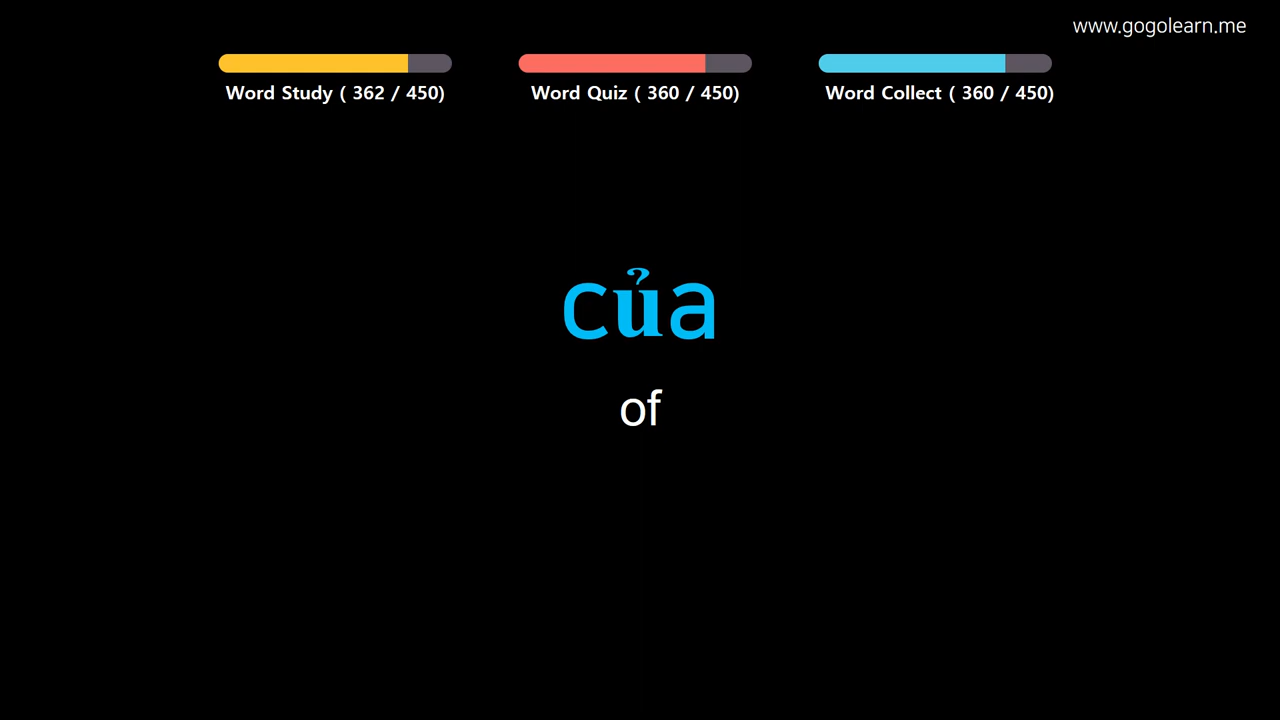 www.gogolearn.me
Word Study ( 362 / 450)
Word Quiz ( 360 / 450)
Word Collect ( 360 / 450)
của
of